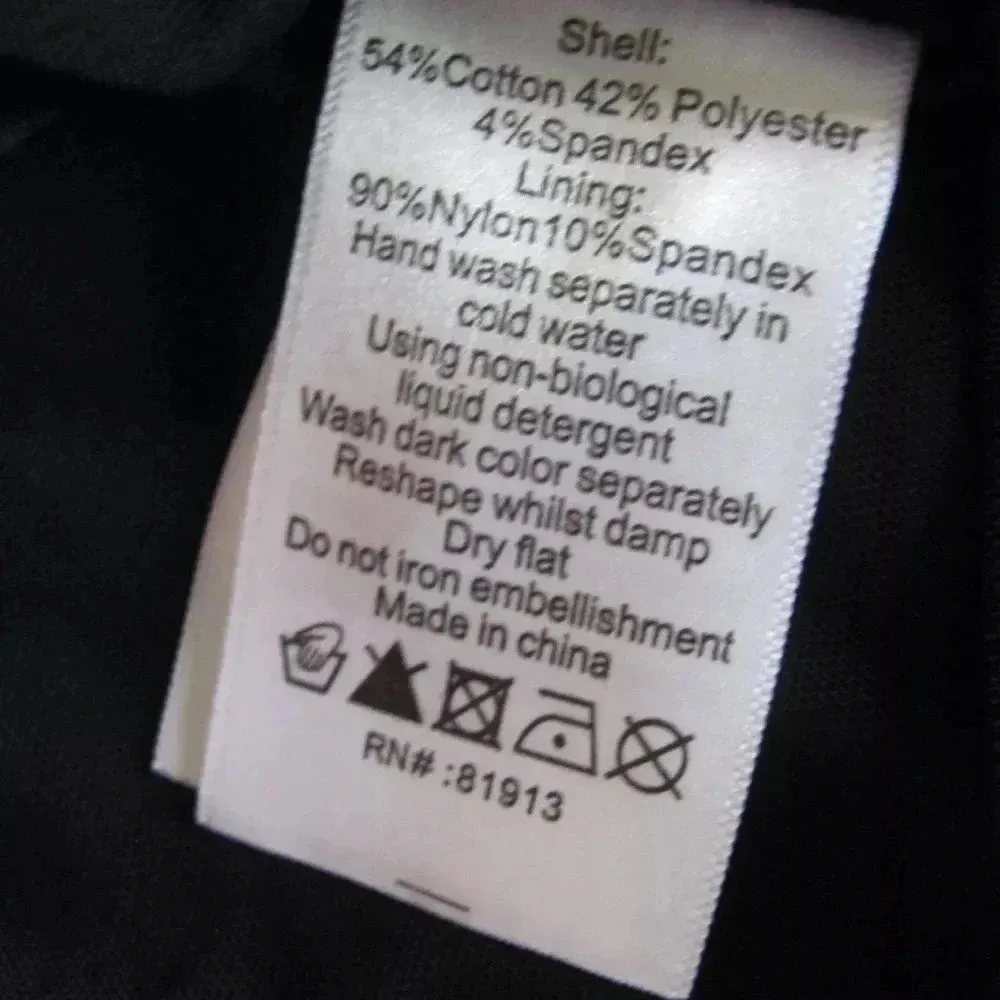 Shell:
54%Cotton 42% Polyester
4%Spandex
Lining:
90%Nylon10%Spandex
Hand wash separately in
cold water
Using non-biological
liquid detergent
Wash dark color separately
Reshape whilst damp
Dry flat
Do not iron embellishment
Made in china
RN# :81913